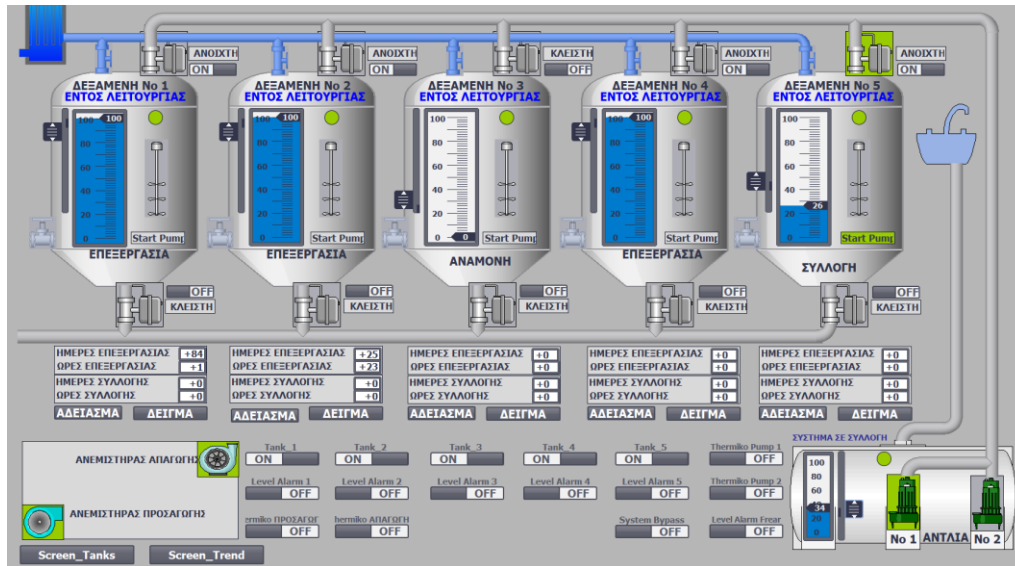 ΑΝΟΙΧΤΗ
ON
ΑΝΟΙΧΤΗ
ON
ΚΛΕΙΣΤΗ
OFF
ΑΝΟΙΧΤΗ
ON
ΑΝΟΙΧΤΗ
ON
ΔΕΞΑΜΕΝΗ Νο 1
ΕΝΤΟΣ ΛΕΙΤΟΥΡΓΙΑΣ
ΔΕΞΑΜΕΝΗ Νο 2
ΕΝΤΟΣ ΛΕΙΤΟΥΡΓΙΑΣ
ΔΕΞΑΜΕΝΗ Νο 3
ΕΝΤΟΣ ΛΕΙΤΟΥΡΓΙΑΣ
ΔΕΞΑΜΕΝΗ Νο 4
ΕΝΤΟΣ ΛΕΙΤΟΥΡΓΙΑΣ
ΔΕΞΑΜΕΝΗ Νο 5
ΕΝΤΟΣ ΛΕΙΤΟΥΡΓΙΑΣ
100 100
80
60
40
20
0
Start Pump
ΕΠΕΞΕΡΓΑΣΙΑ
100 100
80
60
40
20
0
Start Pump
ΕΠΕΞΕΡΓΑΣΙΑ
100
80
60
40
20
0 0
Start Pump
ΑΝΑΜΟΝΗ
100 100
80
60
40
20
0
Start Pump
ΕΠΕΞΕΡΓΑΣΙΑ
100
80
60
40
26
20
0
Start Pump
ΣΥΛΛΟΓΗ
OFF
ΚΛΕΙΣΤΗ
OFF
ΚΛΕΙΣΤΗ
OFF
ΚΛΕΙΣΤΗ
OFF
ΚΛΕΙΣΤΗ
OFF
ΚΛΕΙΣΤΗ
ΗΜΕΡΕΣ ΕΠΕΞΕΡΓΑΣΙΑΣ +84
ΩΡΕΣ ΕΠΕΞΕΡΓΑΣΙΑΣ +1
ΗΜΕΡΕΣ ΣΥΛΛΟΓΗΣ +0
ΩΡΕΣ ΣΥΛΛΟΓΗΣ +0
ΑΔΕΙΑΣΜΑ ΔΕΙΓΜΑ
ΗΜΕΡΕΣ ΕΠΕΞΕΡΓΑΣΙΑΣ +25
ΩΡΕΣ ΕΠΕΞΕΡΓΑΣΙΑΣ +23
ΗΜΕΡΕΣ ΣΥΛΛΟΓΗΣ +0
ΩΡΕΣ ΣΥΛΛΟΓΗΣ +0
ΑΔΕΙΑΣΜΑ ΔΕΙΓΜΑ
ΗΜΕΡΕΣ ΕΠΕΞΕΡΓΑΣΙΑΣ +0
ΩΡΕΣ ΕΠΕΞΕΡΓΑΣΙΑΣ +0
ΗΜΕΡΕΣ ΣΥΛΛΟΓΗΣ +0
ΩΡΕΣ ΣΥΛΛΟΓΗΣ +0
ΑΔΕΙΑΣΜΑ ΔΕΙΓΜΑ
ΗΜΕΡΕΣ ΕΠΕΞΕΡΓΑΣΙΑΣ +0
ΩΡΕΣ ΕΠΕΞΕΡΓΑΣΙΑΣ +0
ΗΜΕΡΕΣ ΣΥΛΛΟΓΗΣ +0
ΩΡΕΣ ΣΥΛΛΟΓΗΣ +0
ΑΔΕΙΑΣΜΑ ΔΕΙΓΜΑ
ΗΜΕΡΕΣ ΕΠΕΞΕΡΓΑΣΙΑΣ +0
ΩΡΕΣ ΕΠΕΞΕΡΓΑΣΙΑΣ +0
ΗΜΕΡΕΣ ΣΥΛΛΟΓΗΣ +0
ΩΡΕΣ ΣΥΛΛΟΓΗΣ +0
ΑΔΕΙΑΣΜΑ ΔΕΙΓΜΑ
ΑΝΕΜΙΣΤΗΡΑΣ ΑΠΑΓΩΓΗΣ
ΑΝΕΜΙΣΤΗΡΑΣ ΠΡΟΣΑΓΩΓΗΣ
Tank_1 Tank_2 Tank_3 Tank_4 Tank_5 Thermiko Pump 1
ON ON ON ON ON OFF
Level Alarm 1 Level Alarm 2 Level Alarm 3 Level Alarm 4 Level Alarm 5 Thermiko Pump 2
OFF OFF OFF OFF OFF OFF
ermiko ΠΡΟΣΑΓΩΓ hermiko ΑΠΑΓΩΓΗ System Bypass Level Alarm Frear
OFF OFF OFF OFF
ΣΥΣΤΗΜΑ ΣΕ ΣΥΛΛΟΓΗ
100
80
60
34
20
0
No 1 ΑΝΤΛΙΑ No 2
Screen_Tanks Screen_Trend